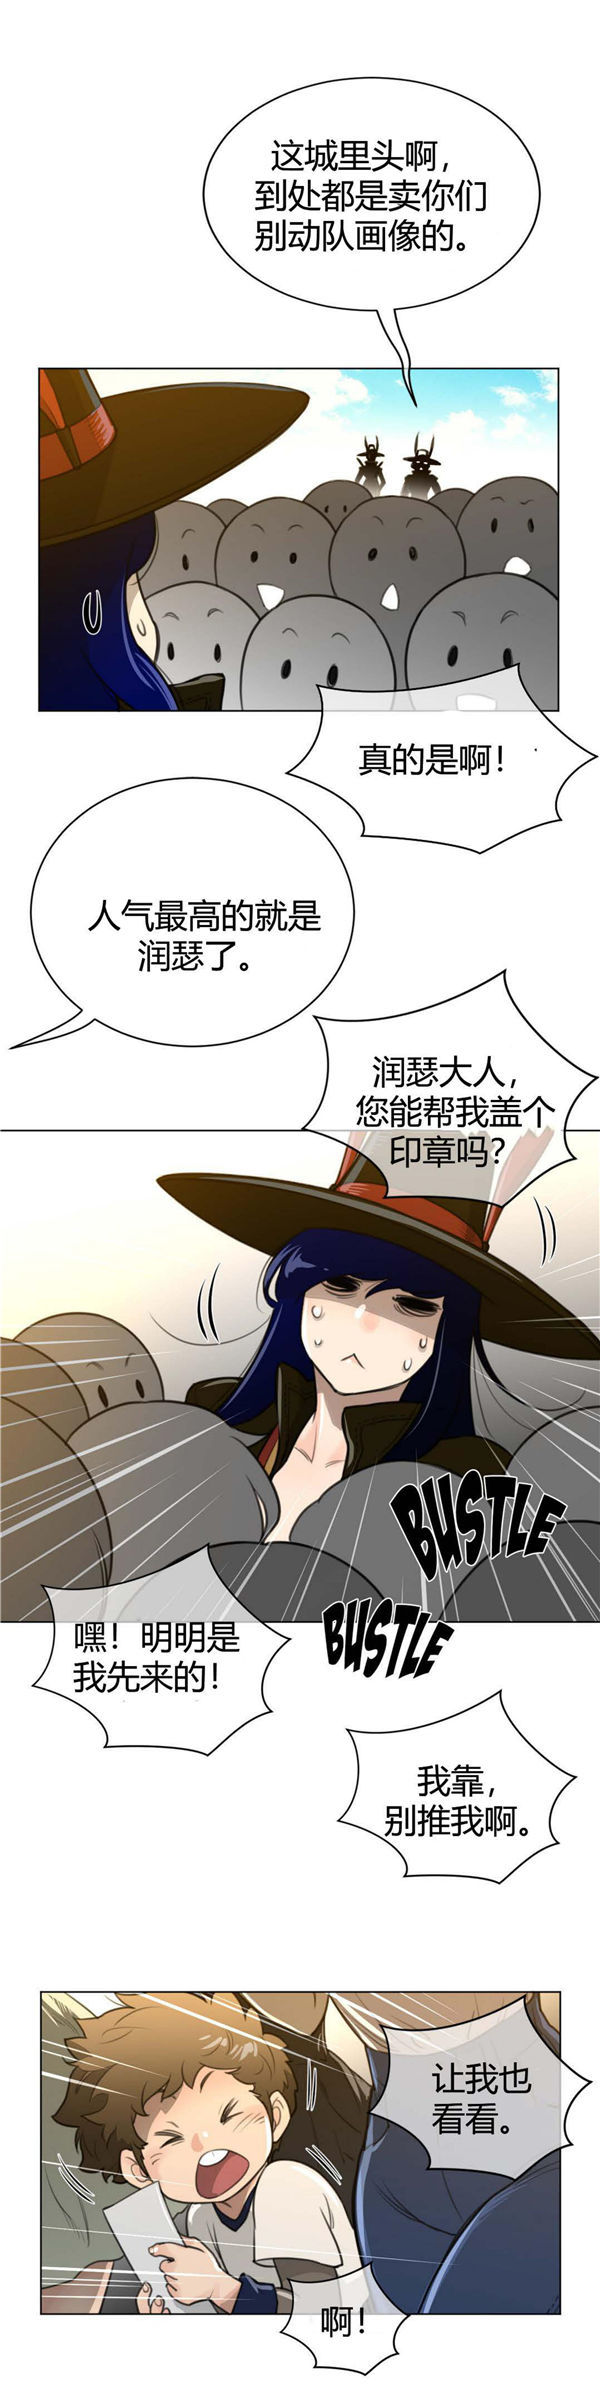 这城里头啊，
到处都是卖你们
别动队画像的。
真的是啊！
人气最高的就是
润瑟了。
润瑟大人，
您能帮我盖个
印章吗？
BUSTLE
BUSTLE
嘿！明明是
我先来的！
我靠，
别推我啊。
让我也
看看。
啊！